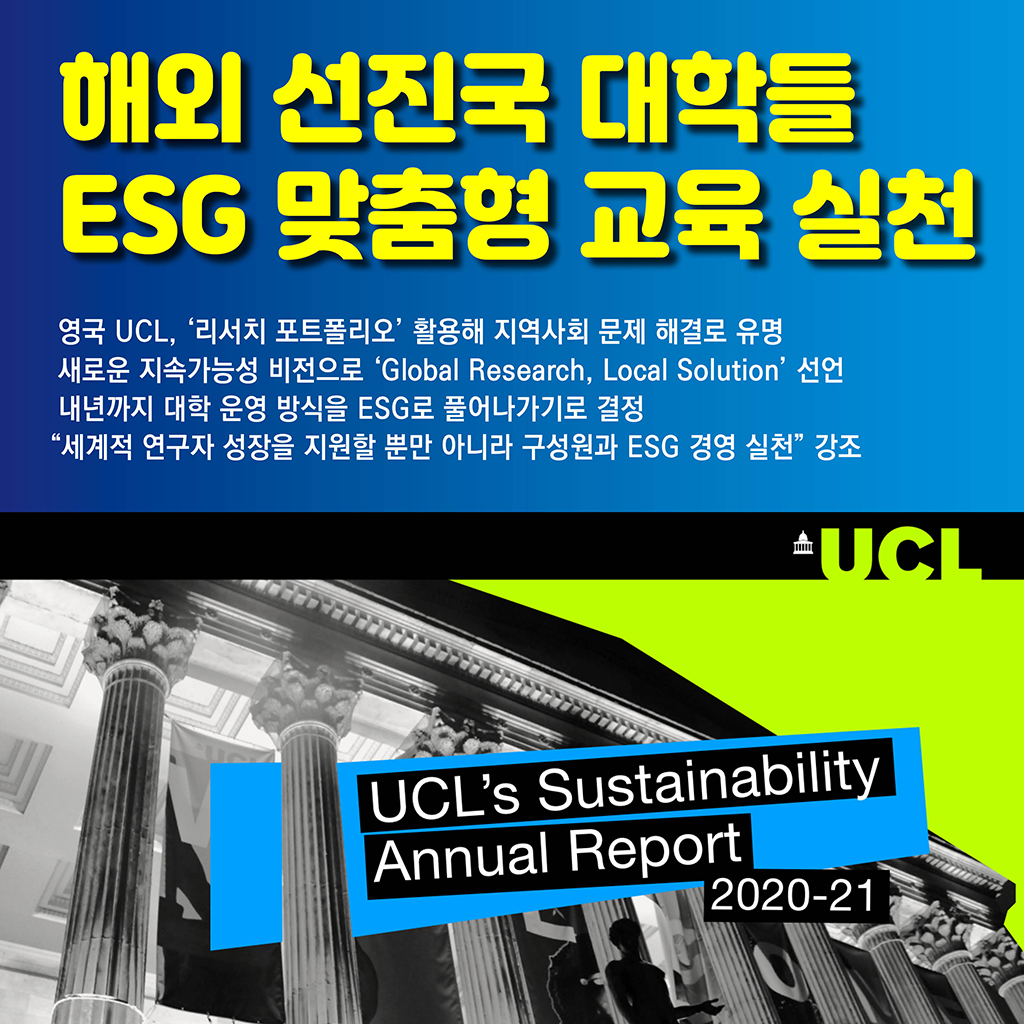 해외 선진국 대학들
ESG 맞춤형 교육 실천
영국 UCL, ‘리서치 포트폴리오’ 활용해 지역사회 문제 해결로 유명
새로운 지속가능성 비전으로 ‘Global Research, Local Solution’ 선언
내년까지 대학 운영 방식을 ESG로 풀어나가기로 결정
“세계적 연구자 성장을 지원할 뿐만 아니라 구성원과 ESG 경영 실천” 강조
UCL
UCL’s Sustainability
Annual Report
2020-21